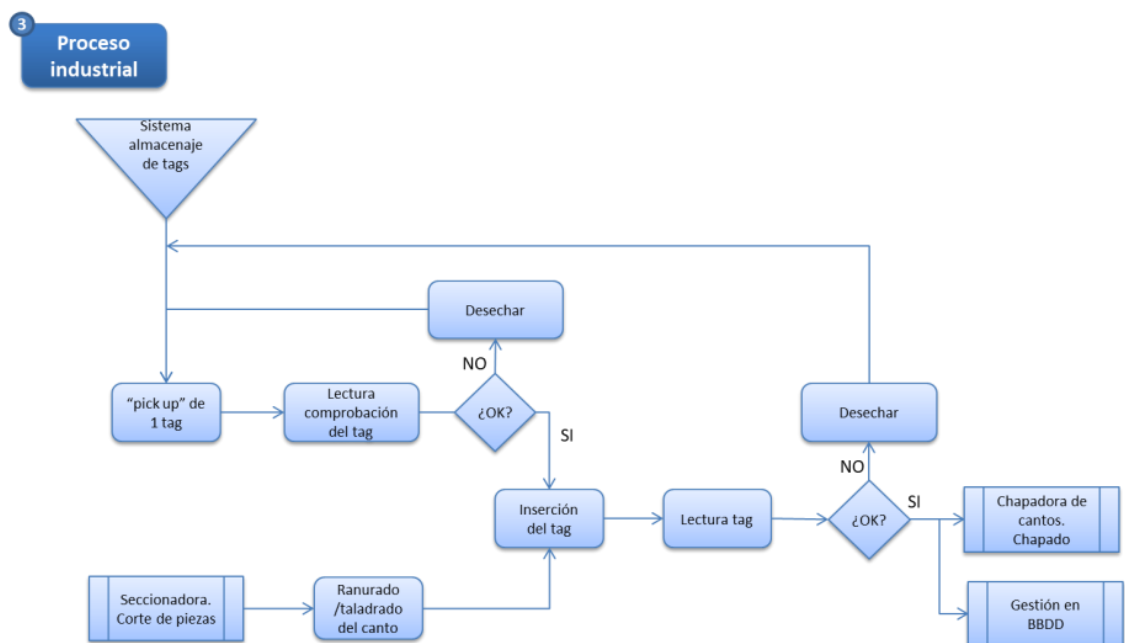 3
Proceso
industrial
Sistema
almacenaje
de tags
Desechar
NO
“pick up” de
1 tag
Lectura
comprobación
del tag
¿OK?
SI
Desechar
NO
Inserción
del tag
Lectura tag
¿OK?
SI
Chapadora de
cantos.
Chapado
Seccionadora.
Corte de piezas
Ranurado
/taladrado
del canto
Gestión en
BBDD